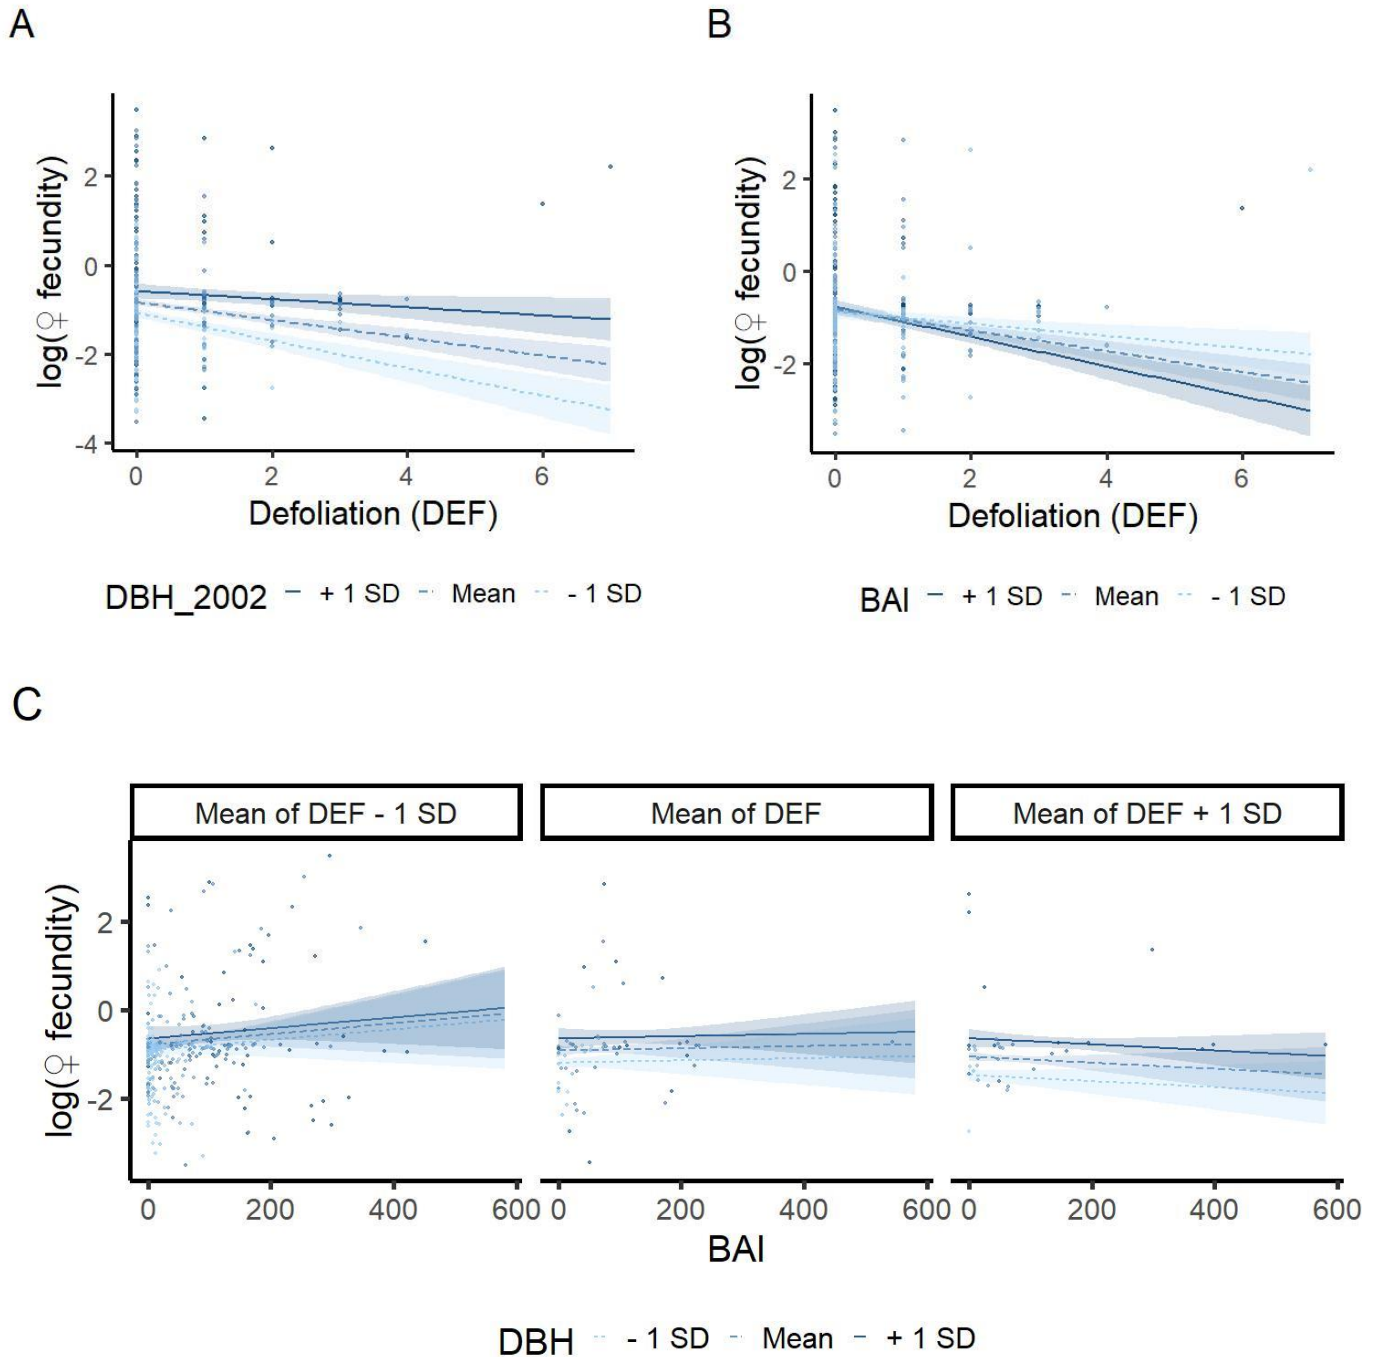 A
B
log(♀ fecundity)
2
0
-2
-4
0 2 4 6
Defoliation (DEF)
DBH_2002 + 1 SD Mean - 1 SD
log(♀ fecundity)
2
0
-2
0 2 4 6
Defoliation (DEF)
BAI + 1 SD Mean - 1 SD
C
Mean of DEF - 1 SD Mean of DEF Mean of DEF + 1 SD
log(♀ fecundity)
2
0
-2
0 200 400 600 0 200 400 600 0 200 400 600
BAI
DBH - 1 SD Mean + 1 SD